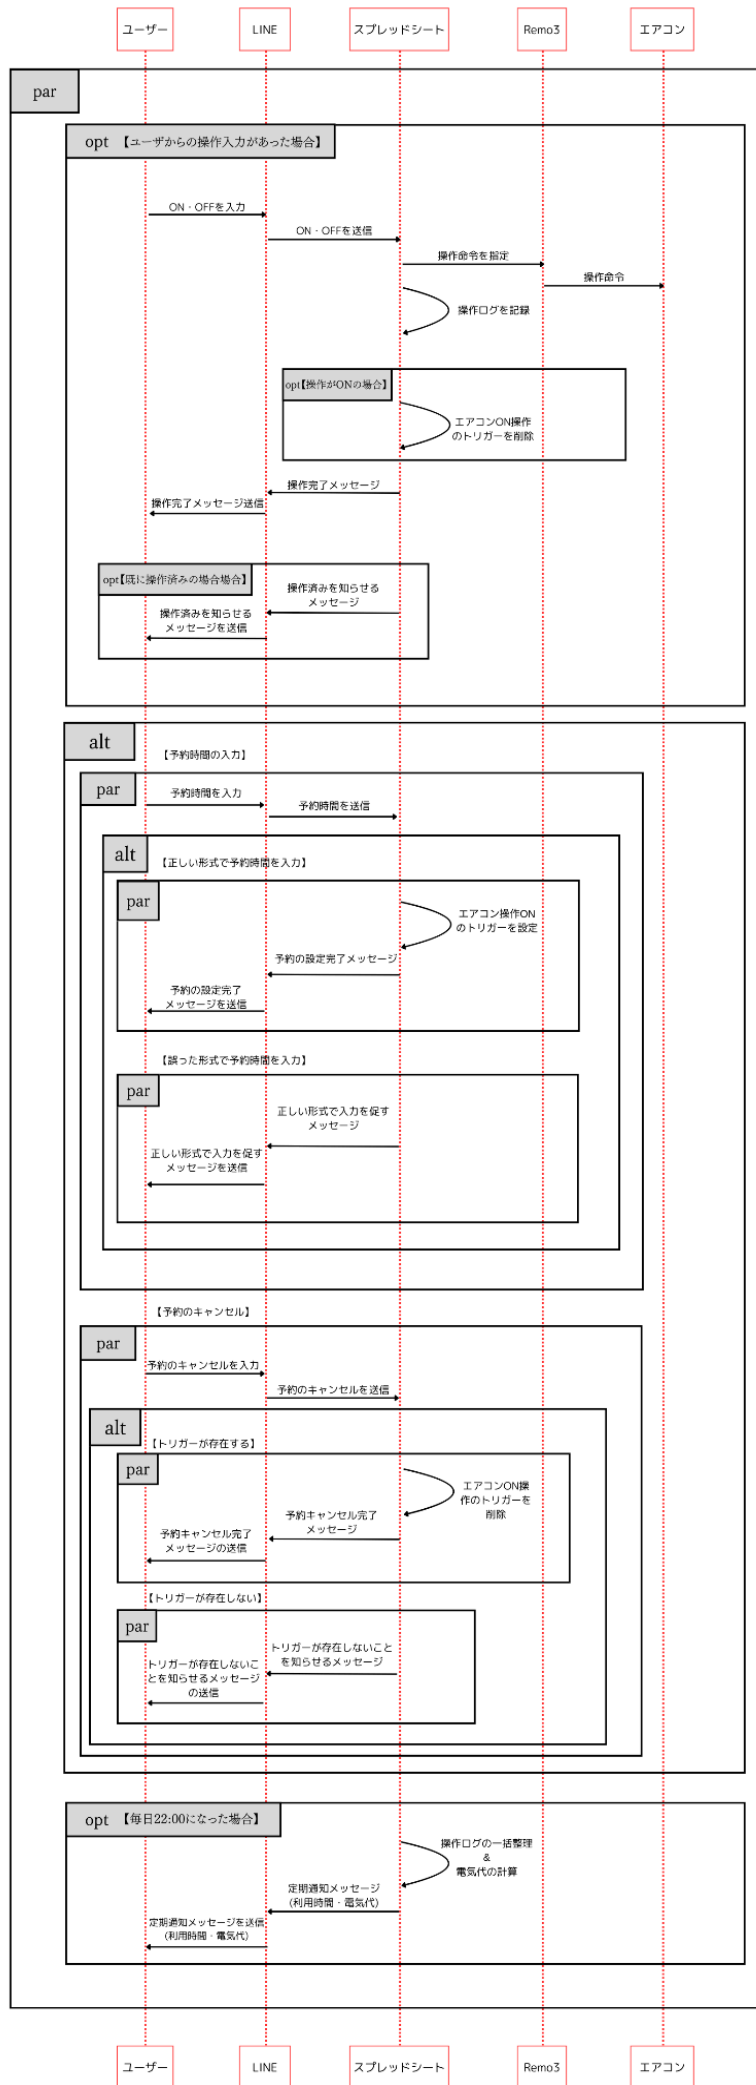 ユーザー
LINE
スプレッドシート
Remo3
エアコン
par
opt 【ユーザからの操作入力があった場合】
ON・OFFを入力
ON・OFFを送信
操作命令を指定
操作命令
操作ログを記録
opt【操作がONの場合】
エアコンON操作
のトリガーを削除
操作完了メッセージ
操作完了メッセージ送信
opt【既に操作済みの場合場合】
操作済みを知らせる
メッセージ
操作済みを知らせる
メッセージを送信
alt
【予約時間の入力】
par
予約時間を入力
予約時間を送信
alt
【正しい形式で予約時間を入力】
par
エアコン操作ON
のトリガーを設定
予約の設定完了メッセージ
予約の設定完了
メッセージを送信
【誤った形式で予約時間を入力】
par
正しい形式で入力を促す
メッセージ
正しい形式で入力を促す
メッセージを送信
【予約のキャンセル】
par
予約のキャンセルを入力
予約のキャンセルを送信
alt
【トリガーが存在する】
par
エアコンON操
作のトリガーを
削除
予約キャンセル完了
メッセージ
予約キャンセル完了
メッセージの送信
【トリガーが存在しない】
par
トリガーが存在しないこと
を知らせるメッセージ
トリガーが存在しないこ
とを知らせるメッセージ
の送信
opt 【毎日22:00になった場合】
操作ログの一括整理
&
電気代の計算
定期通知メッセージ
(利用時間・電気代)
定期通知メッセージを送信
(利用時間・電気代)
ユーザー
LINE
スプレッドシート
Remo3
エアコン